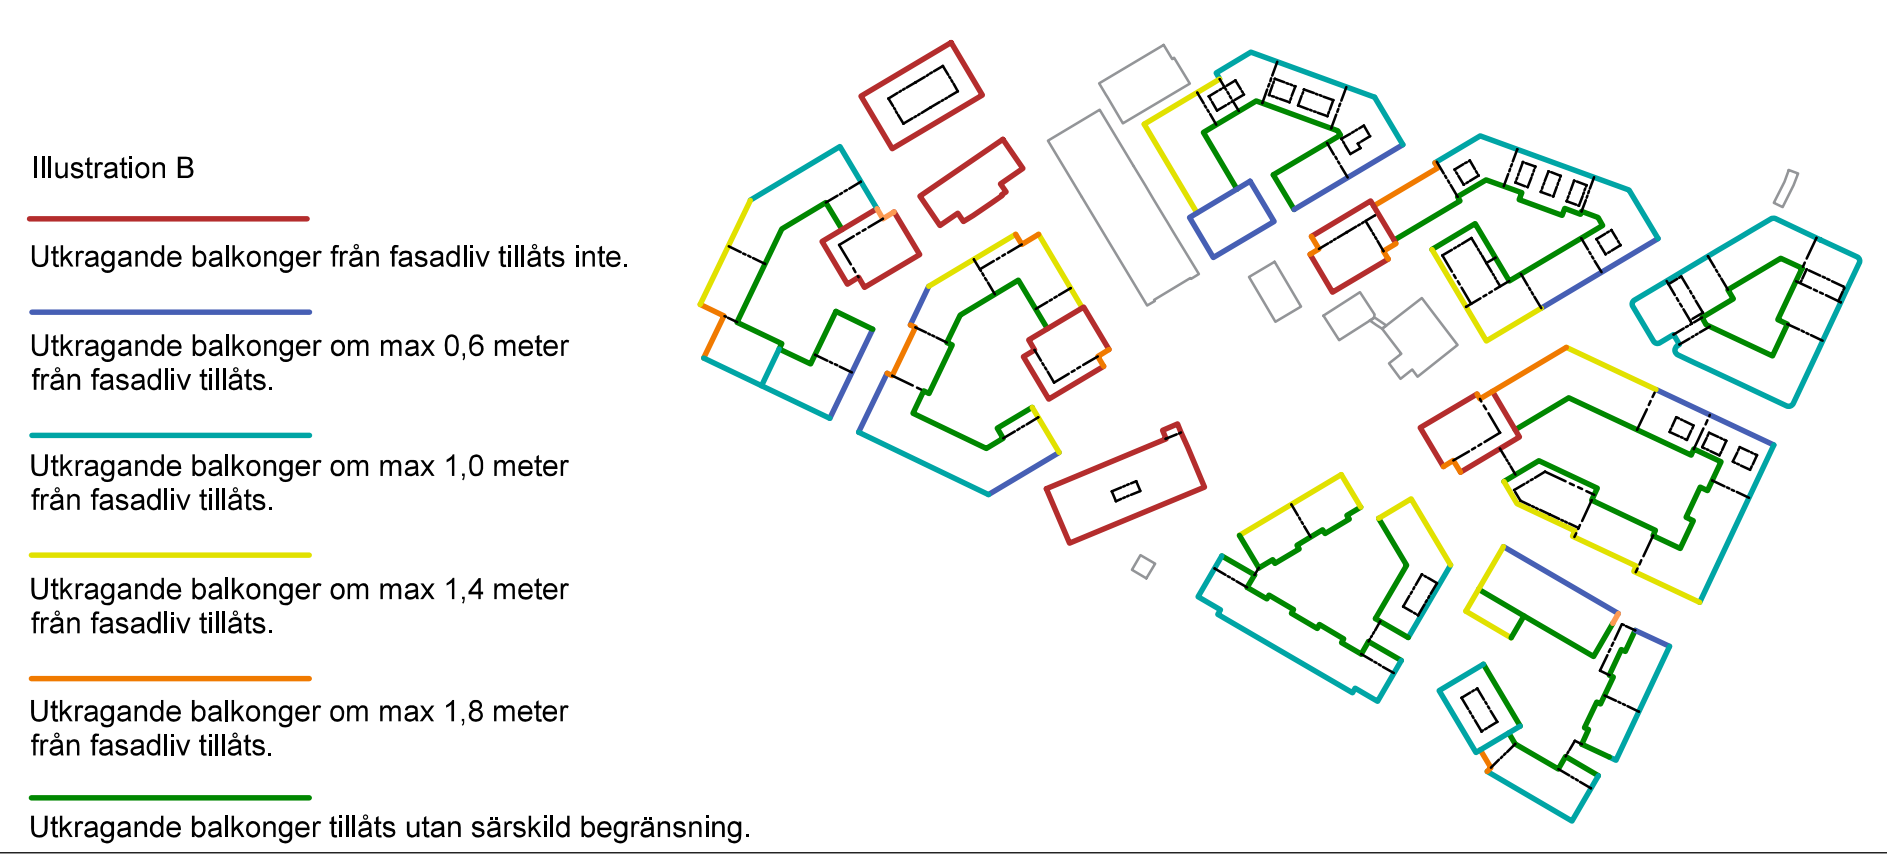 Illustration B
Utkragande balkonger från fasadliv tillåts inte.
Utkragande balkonger om max 0,6 meter
från fasadliv tillåts.
Utkragande balkonger om max 1,0 meter
från fasadliv tillåts.
Utkragande balkonger om max 1,4 meter
från fasadliv tillåts.
Utkragande balkonger om max 1,8 meter
från fasadliv tillåts.
Utkragande balkonger tillåts utan särskild begränsning.